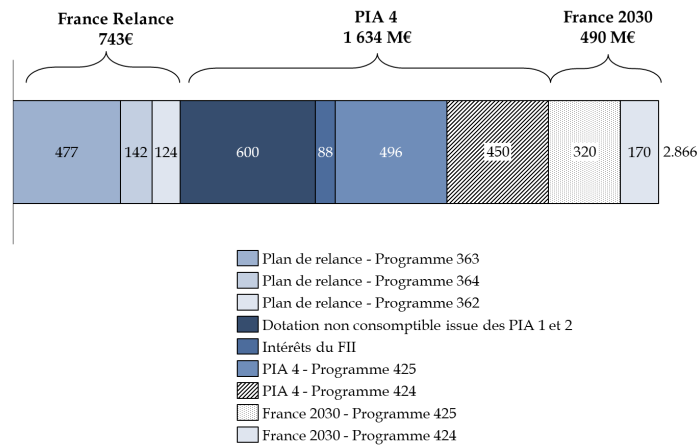 France Relance
743€
PIA 4
1 634 M€
France 2030
490 M€
477
142
124
600
88
496
450
320
170
2.866
Plan de relance - Programme 363
Plan de relance - Programme 364
Plan de relance - Programme 362
Dotation non comsptible issue des PIA 1 et 2
Intérêts du FII
PIA 4 - Programme 425
PIA 4 - Programme 424
France 2030 - Programme 425
France 2030 - Programme 424